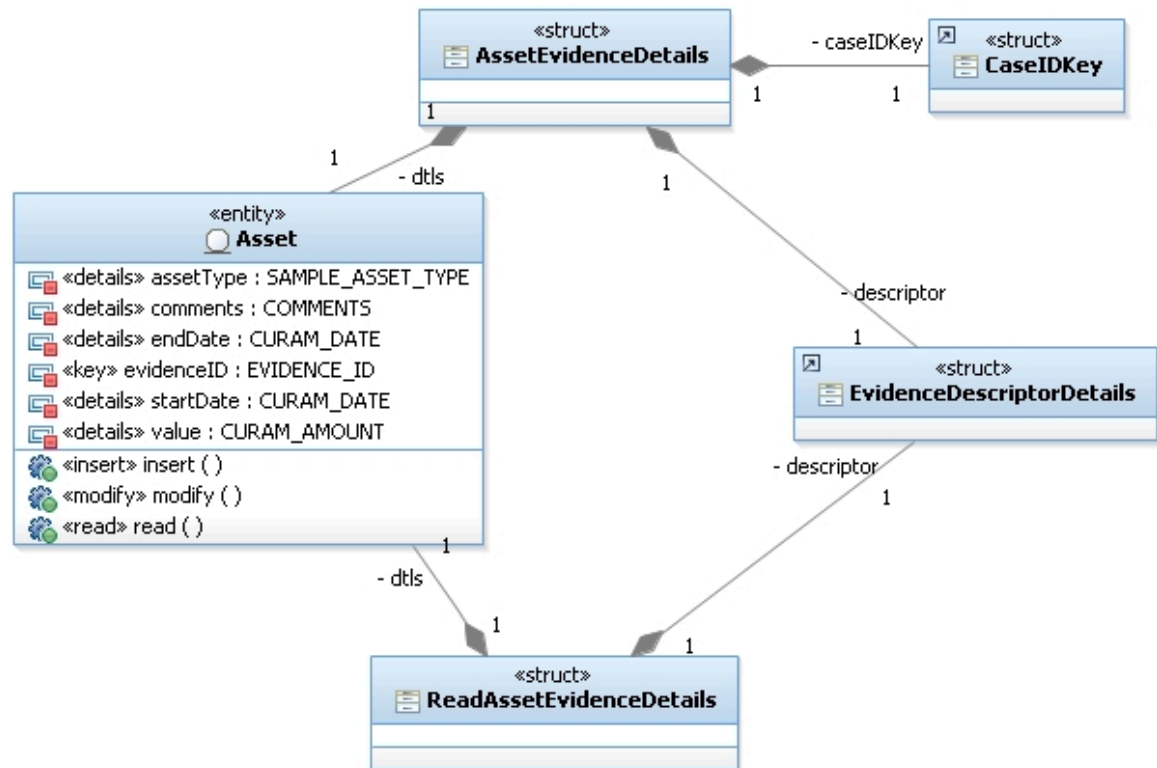 «struct»
AssetEvidenceDetails
- caseIDKey
«struct»
CaseIDKey
1
1
1
1
- dtls
1
«entity»
Asset
«details» assetType : SAMPLE_ASSET_TYPE
«details» comments : COMMENTS
«details» endDate : CURAM_DATE
«key» evidenceID : EVIDENCE_ID
«details» startDate : CURAM_DATE
«details» value : CURAM_AMOUNT
«insert» insert ( )
«modify» modify ( )
«read» read ( )
- descriptor
1
«struct»
EvidenceDescriptorDetails
- descriptor
1
1
- dtls
1
1
«struct»
ReadAssetEvidenceDetails